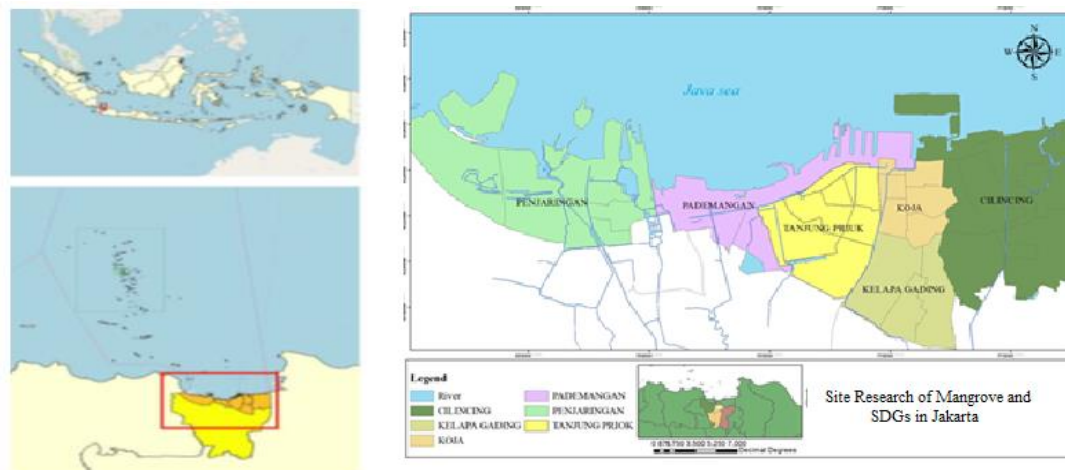 N
W E
S
Java sea
PENJARINGAN
PADEMANGAN
TANJUNG PRIUK
KOJA
CILINCING
KELAPA GADING
Legend
River
PADEMANGAN
CILINCING
PENJARINGAN
KELAPA GADING
TANJUNG PRIOK
KOJA
Decimal Degrees
Site Research of Mangrove and
SDGs in Jakarta